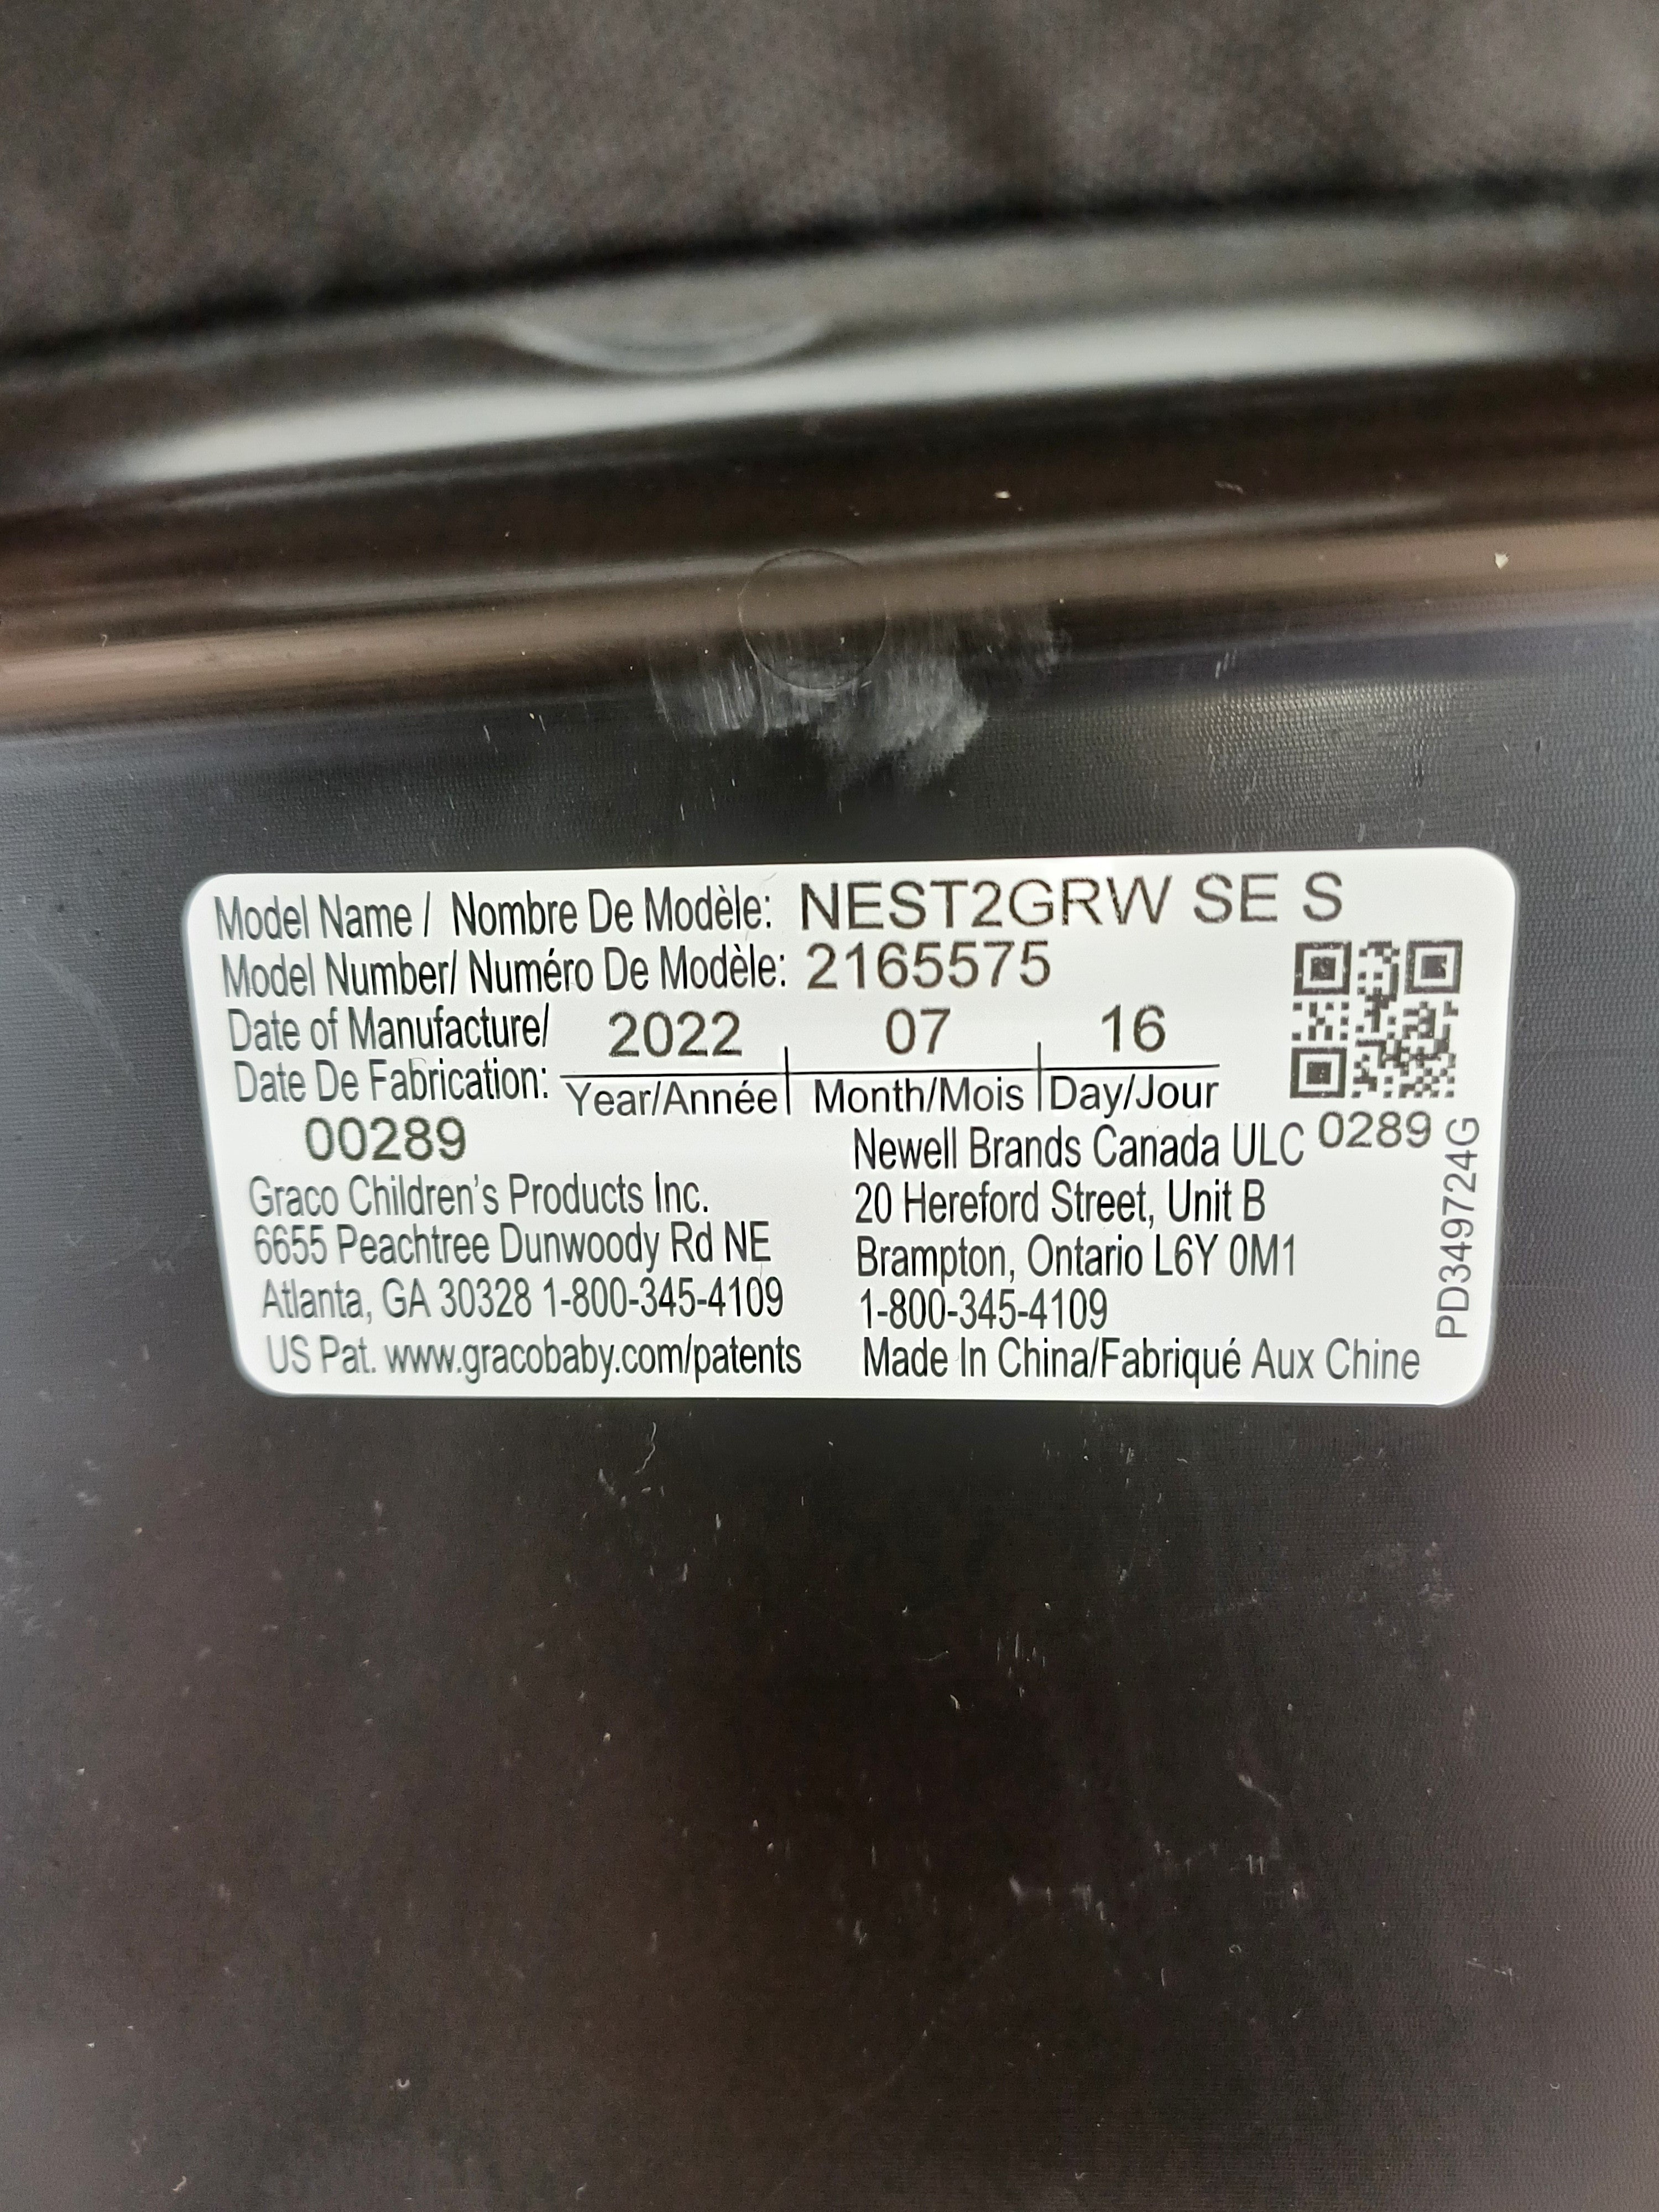 Model Name / Nombre De Modèle: NEST2GRW SE S
Model Number/ Numéro De Modèle: 2165575
Date of Manufacture/ 2022 07 16
Date De Fabrication: Year/Année Month/Mois Day/Jour
00289
0289
Graco Children's Products Inc.
6655 Peachtree Dunwoody Rd NE
Atlanta, GA 30328 1-800-345-4109
US Pat. www.gracobaby.com/patents
Newell Brands Canada ULC
20 Hereford Street, Unit B
Brampton, Ontario L6Y 0M1
1-800-345-4109
Made In China/Fabriqué Aux Chine
PD349724G